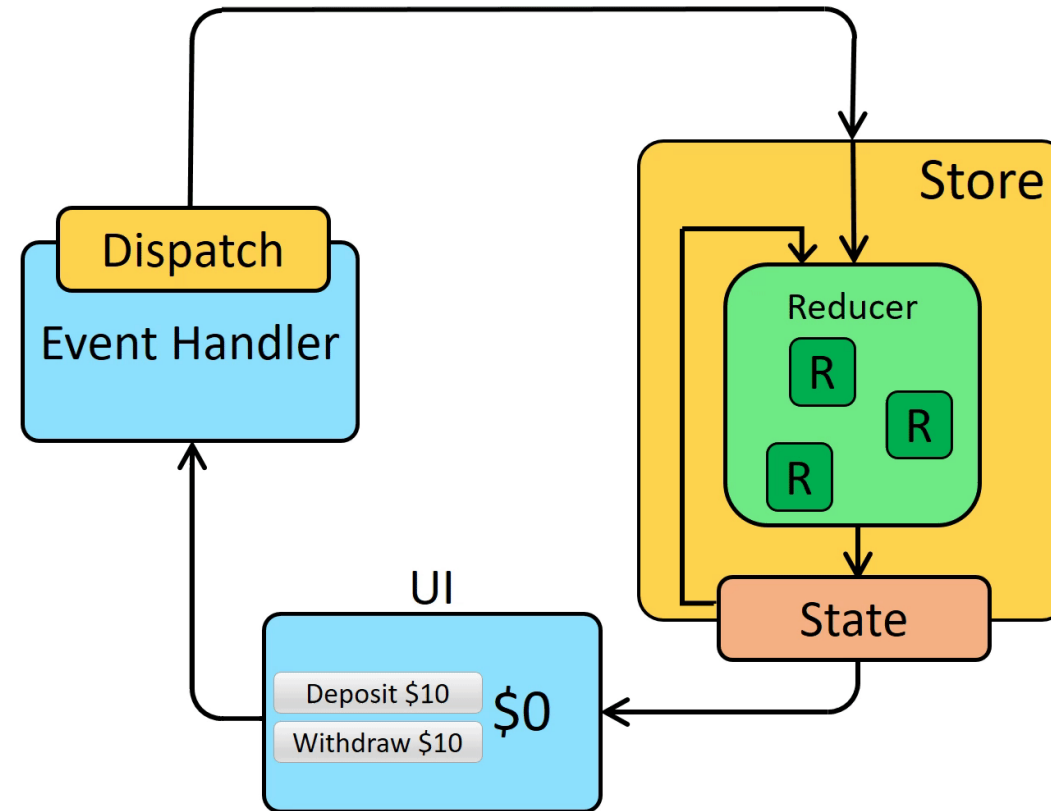 Store
Dispatch
Event Handler
Reducer
R
R
R
State
UI
Deposit $10
Withdraw $10
$0